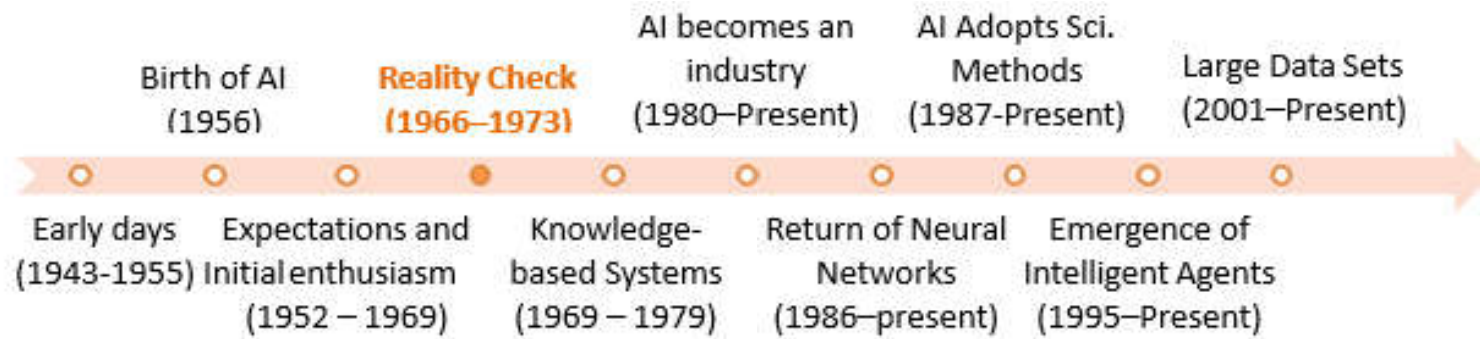 Early days
(1943-1955)
Birth of AI
(1956)
Expectations and
Initial enthusiasm
(1952 – 1969)
Reality Check
(1966–1973)
Knowledge-
based Systems
(1969 – 1979)
AI becomes an
industry
(1980–Present)
Return of Neural
Networks
(1986–present)
AI Adopts Sci.
Methods
(1987-Present)
Emergence of
Intelligent Agents
(1995–Present)
Large Data Sets
(2001–Present)